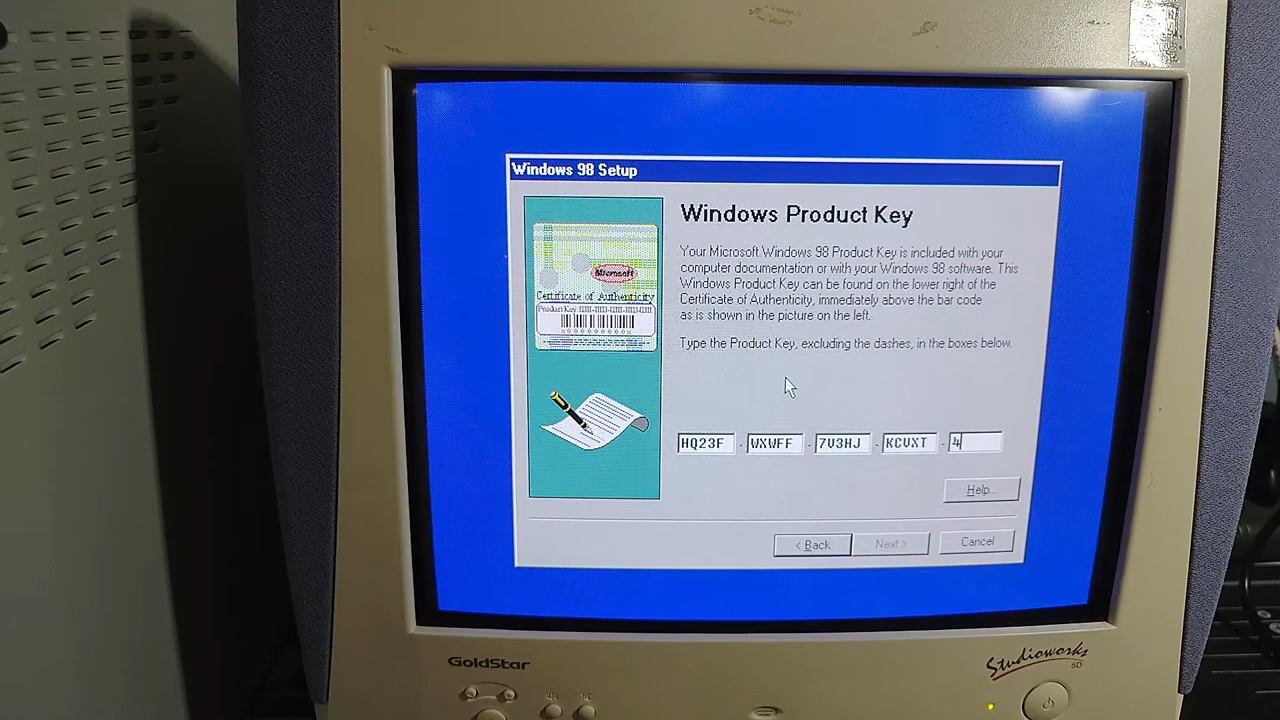 Windows 98 Setup
Windows Product Key
Your Microsoft Windows 98 Product Key is included with your
computer documentation or with your Windows 98 software. This
Windows Product Key can be found on the lower right of the
Certificate of Authenticity, immediately above the bar code
as is shown in the picture on the left.
Type the Product Key, excluding the dashes, in the boxes below.
Microsoft
Certificate of Authenticity
Product Key
HQ23F - WXWFF - 7V3HJ - KCVXT - 4
Help...
< Back
Next >
Cancel
GoldStar
Studioworks
5D